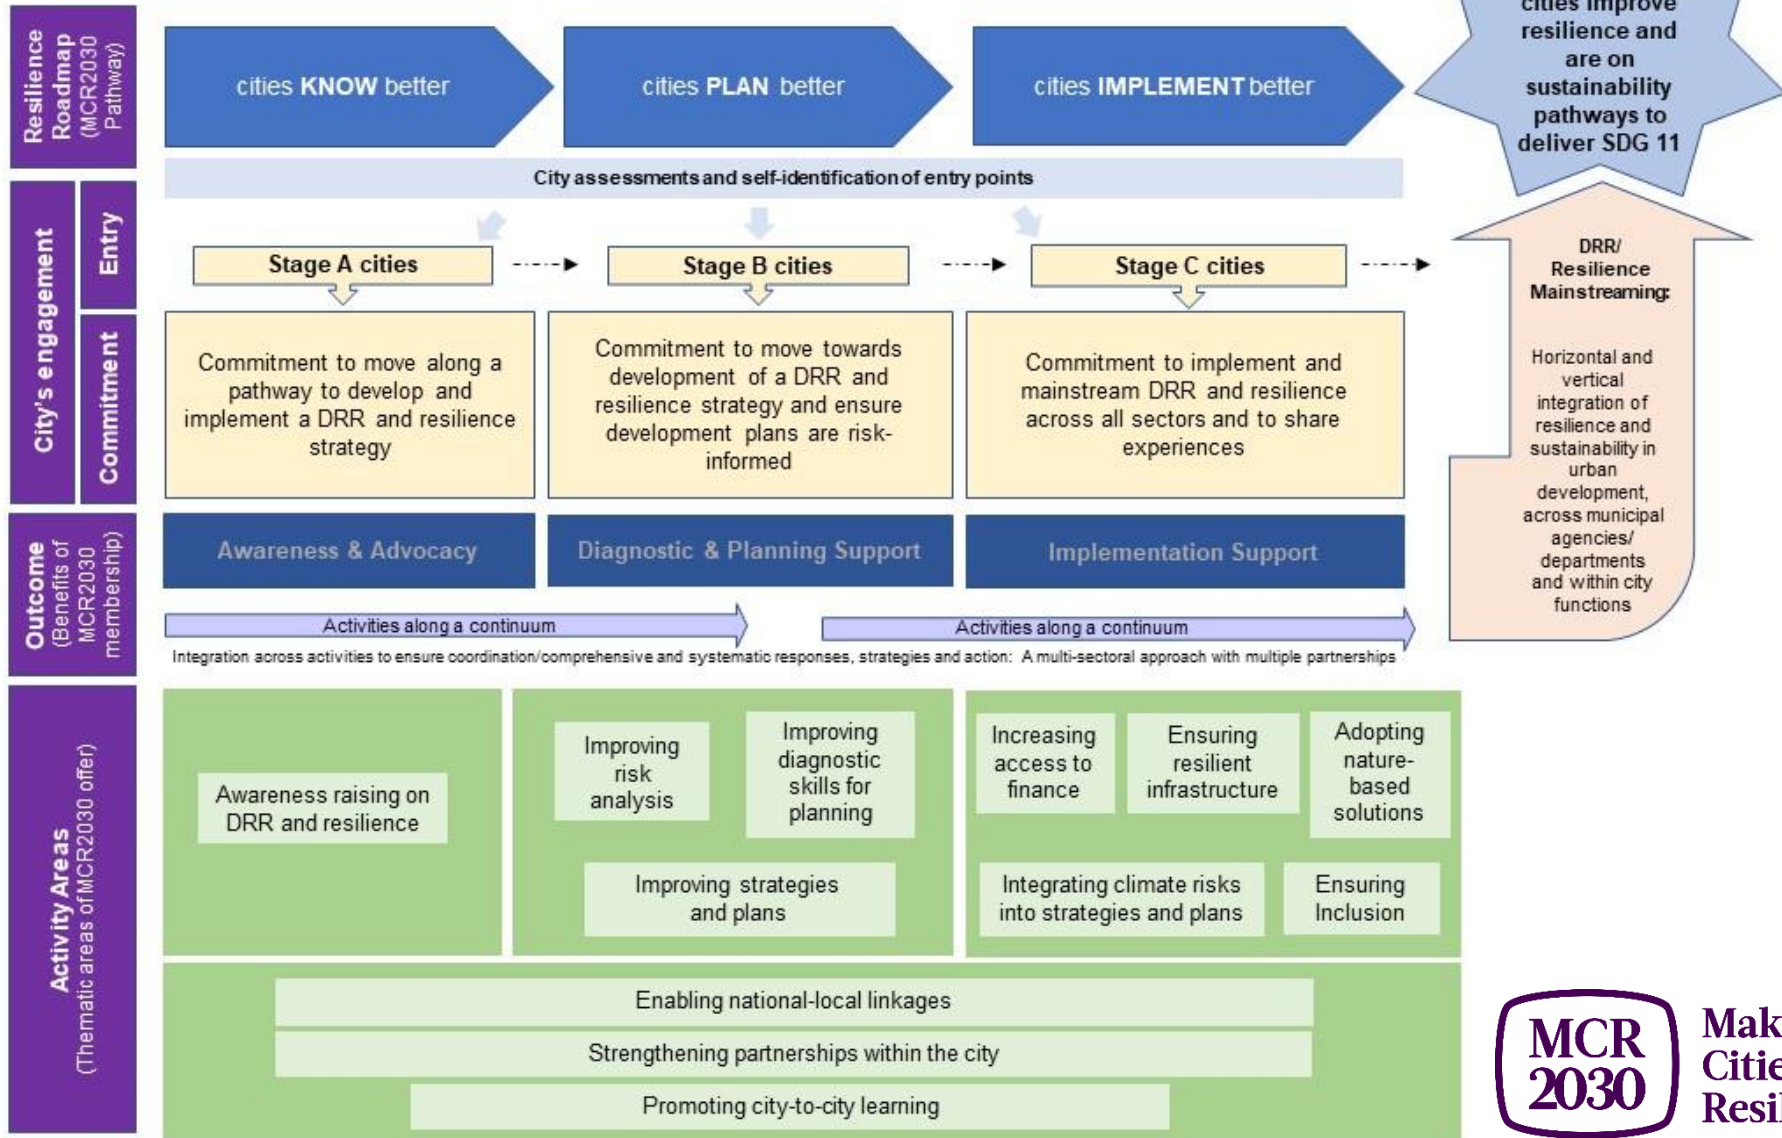 Resilience
Roadmap
(MCR2030
Pathway)
cities KNOW better
cities PLAN better
cities IMPLEMENT better
cities improve
resilience and
are on
sustainability
pathways to
deliver SDG 11
City assessments and self-identification of entry points
City's engagement
Entry
Stage A cities
Stage B cities
Stage C cities
Commitment
Commitment to move along a
pathway to develop and
implement a DRR and resilience
strategy
Commitment to move towards
development of a DRR and
resilience strategy and ensure
development plans are risk-
informed
Commitment to implement and
mainstream DRR and resilience
across all sectors and to share
experiences
DRR/
Resilience
Mainstreaming:
Horizontal and
vertical
integration of
resilience and
sustainability in
urban
development,
across municipal
agencies/
departments
and within city
functions
Outcome
(Benefits of
MCR2030
membership)
Awareness & Advocacy
Diagnostic & Planning Support
Implementation Support
Activities along a continuum
Activities along a continuum
Integration across activities to ensure coordination/comprehensive and systematic responses, strategies and action: A multi-sectoral approach with multiple partnerships
Activity Areas
(Thematic areas of MCR2030 offer)
Awareness raising on
DRR and resilience
Improving
risk
analysis
Improving
diagnostic
skills for
planning
Improving strategies
and plans
Increasing
access to
finance
Ensuring
resilient
infrastructure
Adopting
nature-
based
solutions
Integrating climate risks
into strategies and plans
Ensuring
Inclusion
Enabling national-local linkages
Strengthening partnerships within the city
Promoting city-to-city learning
MCR
2030
Mak
Citie
Resil